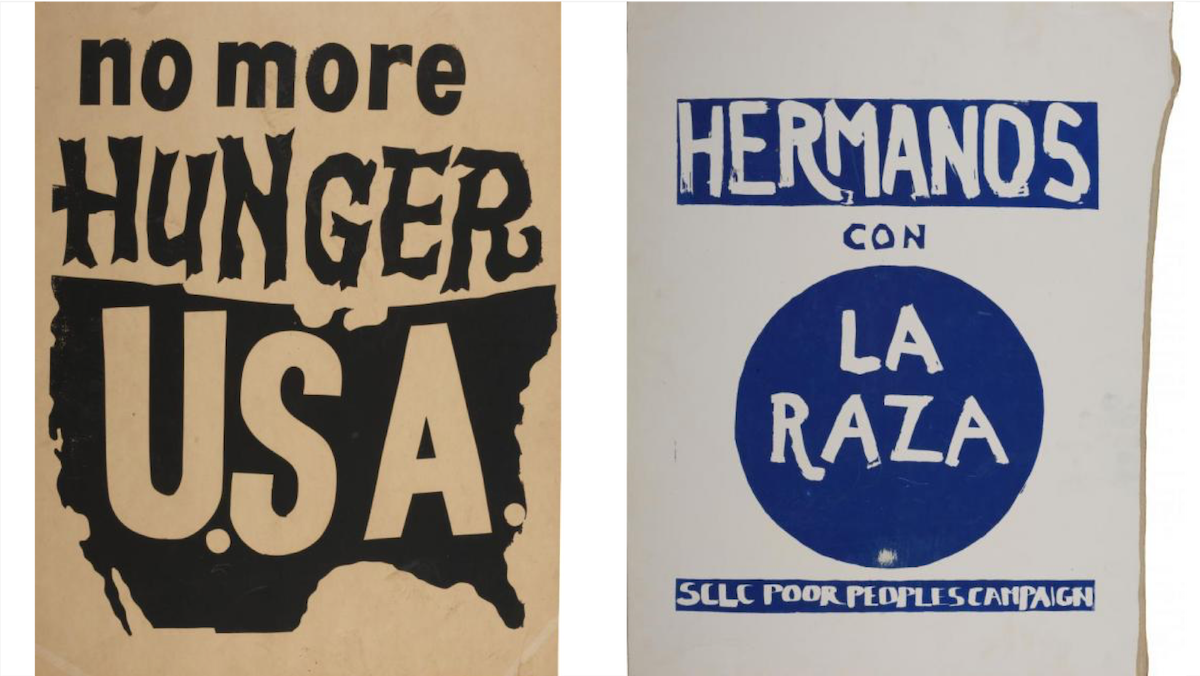 no more
HUNGER
U.S.A.
HERMANOS
CON
LA
RAZA
SCLC POOR PEOPLES CAMPAIGN